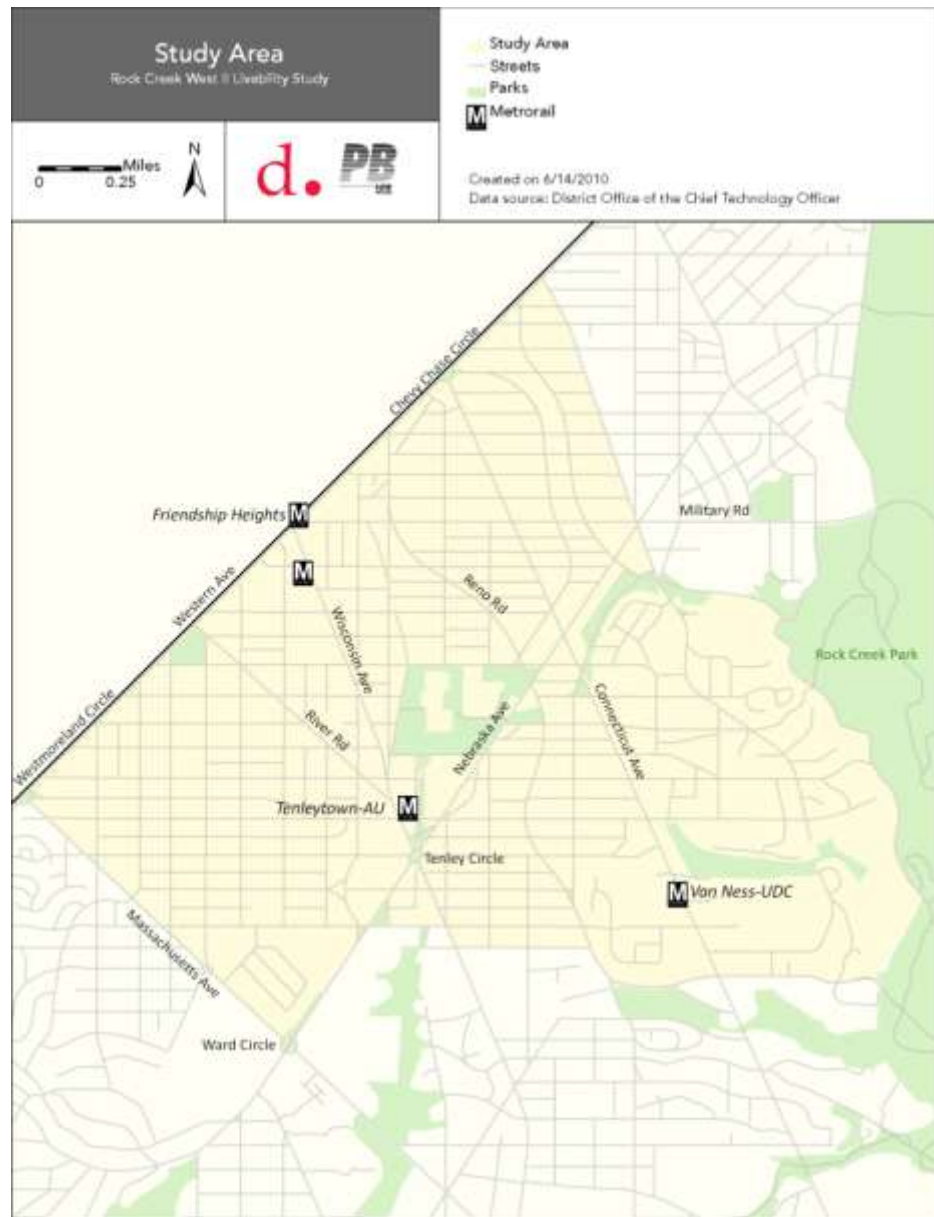 Study Area
Rock Creek West II Livability Study
Study Area
Streets
Parks
M Metrorail
Miles
0 0.25
N
d.
PB
Created on 6/14/2010
Data source: District Office of the Chief Technology Officer
Chevy Chase Circle
Friendship Heights M
Military Rd
M
Western Ave
Reno Rd
Wisconsin Ave
Rock Creek Park
Westmoreland Circle
River Rd
Nebraska Ave
Connecticut Ave
Tenleytown-AU M
Tenley Circle
M Van Ness-UDC
Massachusetts Ave
Ward Circle